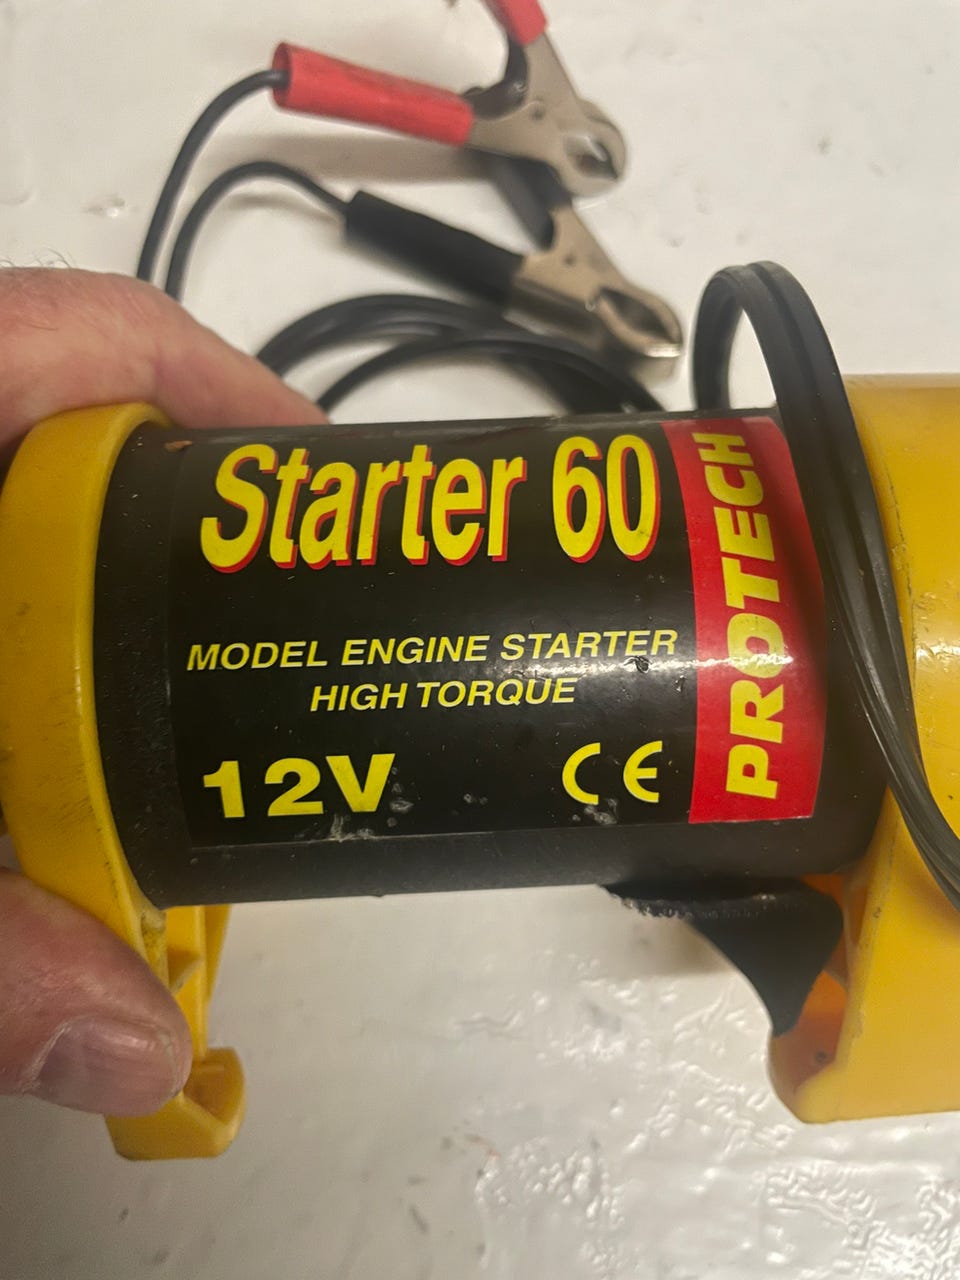 Starter 60
MODEL ENGINE STARTER
HIGH TORQUE
12V
CE
PROTECH